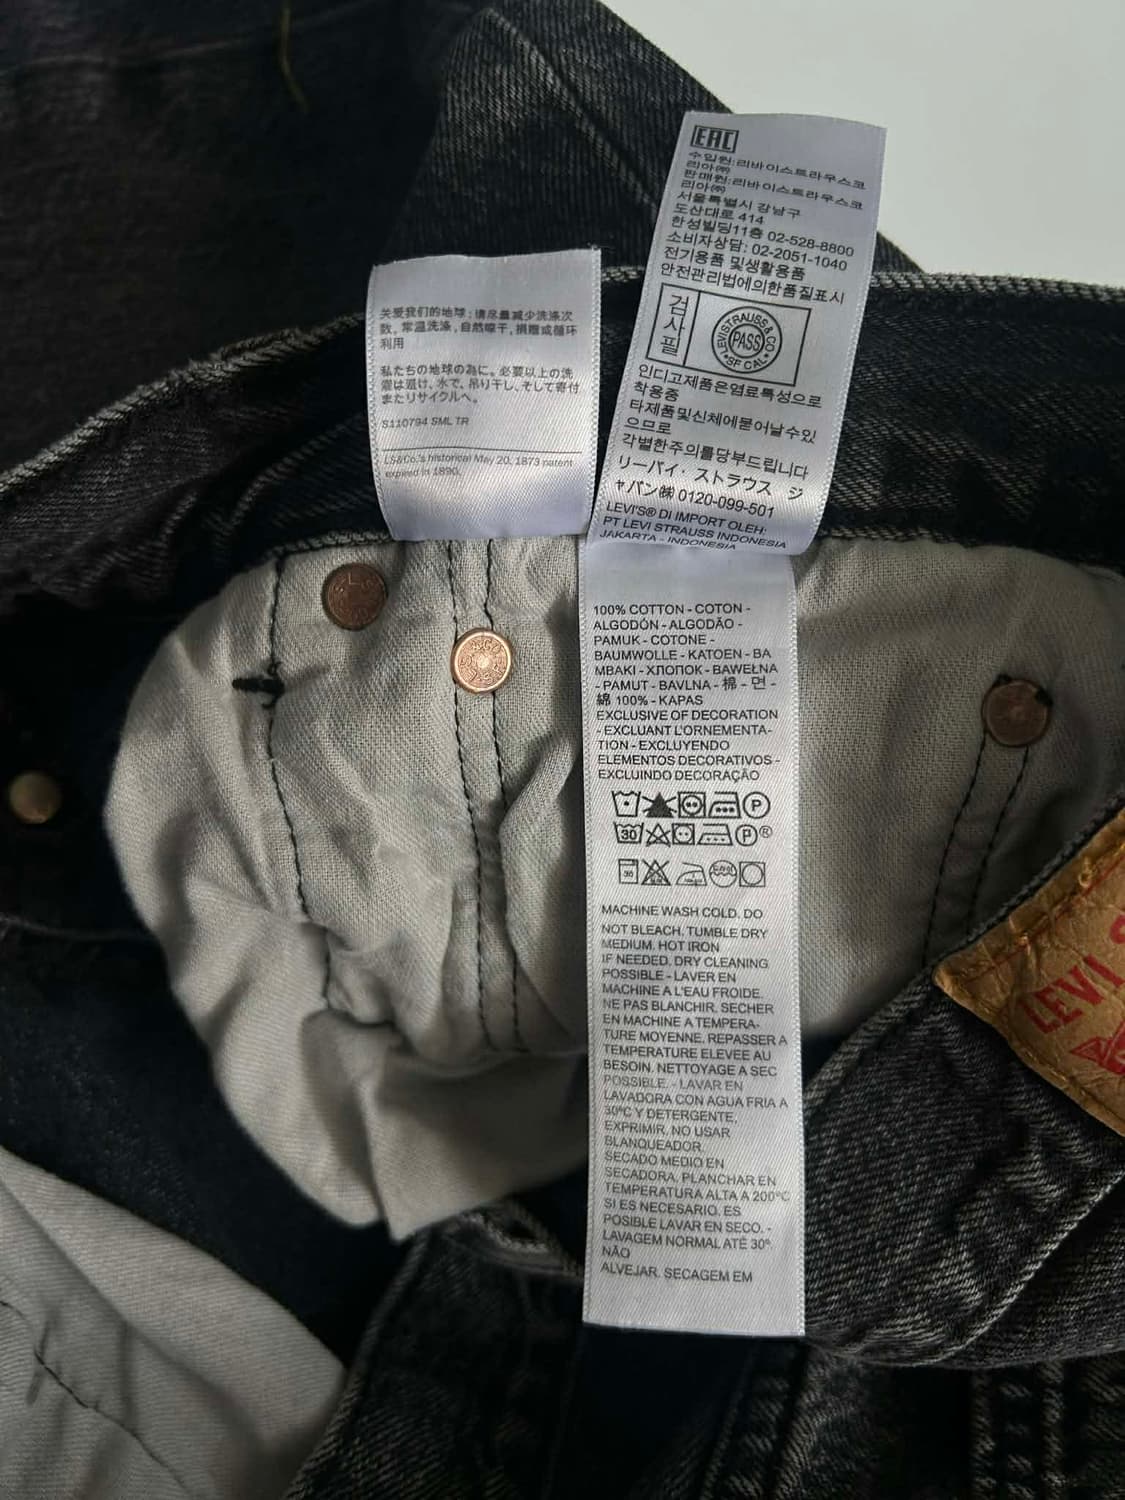 EAC
수입원:리바이스트라우스코
리아㈜
판매원:리바이스트라우스코
리아㈜
서울특별시 강남구
도산대로 414
한성빌딩11층 02-528-8800
소비자상담: 02-2051-1040
전기용품 및생활용품
안전관리법에의한품질표시
검사필
LEVI STRAUSS & CO
PASS
SF CAL
인디고제품은염료특성으로
착용중
타제품및신체에묻어날수있
으므로
각별한주의를당부드립니다
リーバイ・ストラウス ジ
ャパン㈱ 0120-099-501
LEVI'S® DI IMPORT OLEH:
PT LEVI STRAUSS INDONESIA
JAKARTA - INDONESIA
关爱我们的地球：请尽量减少洗涤次
数，常温洗涤，自然晾干，捐赠或循环
利用
私たちの地球の為に。必要以上の洗
濯は避け、水で、吊り干し、そして寄付
またリサイクルへ。
S110794 SML TR
LS&Co.'s historical May 20, 1873 patent
expired in 1890.
100% COTTON - COTON -
ALGODÓN - ALGODÃO -
PAMUK - COTONE -
BAUMWOLLE - KATOEN - BA
MBAKI - ХЛОПОК - BAWEŁNA
- PAMUT - BAVLNA - 棉 - 면 -
綿 100% - KAPAS
EXCLUSIVE OF DECORATION
- EXCLUANT L'ORNEMENTA-
TION - EXCLUYENDO
ELEMENTOS DECORATIVOS -
EXCLUINDO DECORAÇÃO
P
30 P®
30
MACHINE WASH COLD. DO
NOT BLEACH. TUMBLE DRY
MEDIUM. HOT IRON
IF NEEDED. DRY CLEANING
POSSIBLE - LAVER EN
MACHINE A L'EAU FROIDE.
NE PAS BLANCHIR. SECHER
EN MACHINE A TEMPERA-
TURE MOYENNE. REPASSER A
TEMPERATURE ELEVEE AU
BESOIN. NETTOYAGE A SEC
POSSIBLE. - LAVAR EN
LAVADORA CON AGUA FRIA A
30ºC Y DETERGENTE.
EXPRIMIR. NO USAR
BLANQUEADOR.
SECADO MEDIO EN
SECADORA. PLANCHAR EN
TEMPERATURA ALTA A 200ºC
SI ES NECESARIO. ES
POSIBLE LAVAR EN SECO. -
LAVAGEM NORMAL ATÉ 30º.
NÃO
ALVEJAR. SECAGEM EM
LEVI